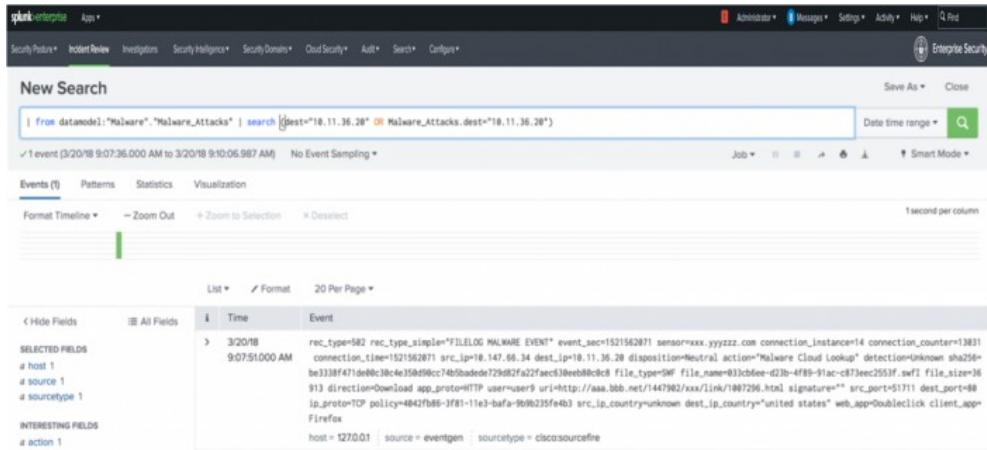 splunk>enterprise Apps
Administrator Messages Settings Activity Help Find
Security Posture Incident Review Investigations Security Intelligence Security Domains Cloud Security Audit Search Configure Enterprise Security
New Search Save As Close
| from datamodel:"Malware"."Malware_Attacks" | search (dest="10.11.36.20" OR Malware_Attacks.dest="10.11.36.20") Date time range
✓ 1 event (3/20/18 9:07:36.000 AM to 3/20/18 9:10:06.987 AM) No Event Sampling Job Smart Mode
Events (1) Patterns Statistics Visualization
Format Timeline — Zoom Out + Zoom to Selection × Deselect 1 second per column
List Format 20 Per Page
< Hide Fields All Fields i Time Event
SELECTED FIELDS
a host 1
a source 1
a sourcetype 1
INTERESTING FIELDS
a action 1
> 3/20/18
9:07:51.000 AM
rec_type=502 rec_type_simple="FILELOG MALWARE EVENT" event_sec=1521562071 sensor=xxx.yyyzzz.com connection_instance=14 connection_counter=13031
connection_time=1521562071 src_ip=10.147.66.34 dest_ip=10.11.36.20 disposition=Neutral action="Malware Cloud Lookup" detection=Unknown sha256=
file_type=SWF file_size=36
913 direction=Download app_proto=HTTP user=user9 uri=http://aaa.bbb.net/1447902/xxx/link/1007296.html signature="" src_port=51711 dest_port=80
ip_proto=TCP policy=4042fb86-3f81-11e3-bafa-9b9b235fe4b3 src_ip_country=unknown dest_ip_country="united states" web_app=Doubleclick client_app=
Firefox
host = 127.0.0.1 source = eventgen sourcetype = cisco:sourcefire